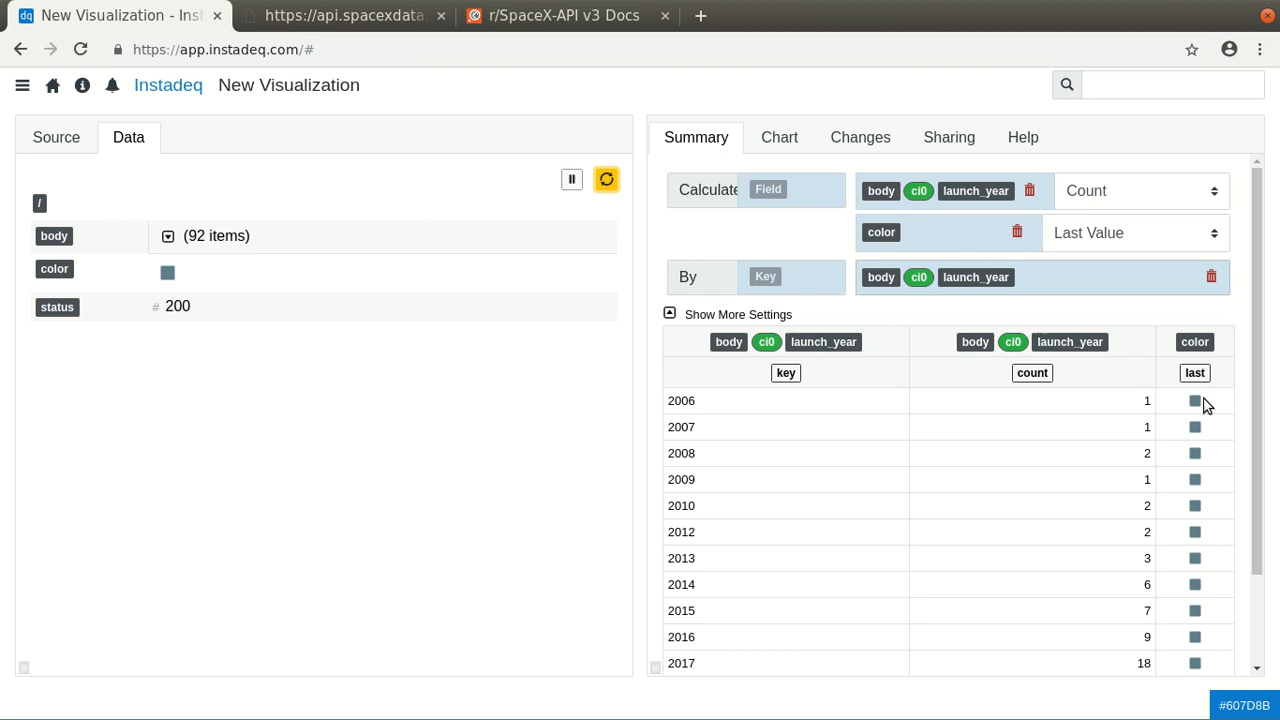 New Visualization - Inst
https://api.spacexdata.
r/SpaceX-API v3 Docs
https://app.instadeq.com/#
Instadeq New Visualization
Source Data
/
body (92 items)
color
status # 200
Summary Chart Changes Sharing Help
Calculate Field body ci0 launch_year Count
color Last Value
By Key body ci0 launch_year
Show More Settings
body ci0 launch_year body ci0 launch_year color
key count last
2006 1
2007 1
2008 2
2009 1
2010 2
2012 2
2013 3
2014 6
2015 7
2016 9
2017 18
#607D8B